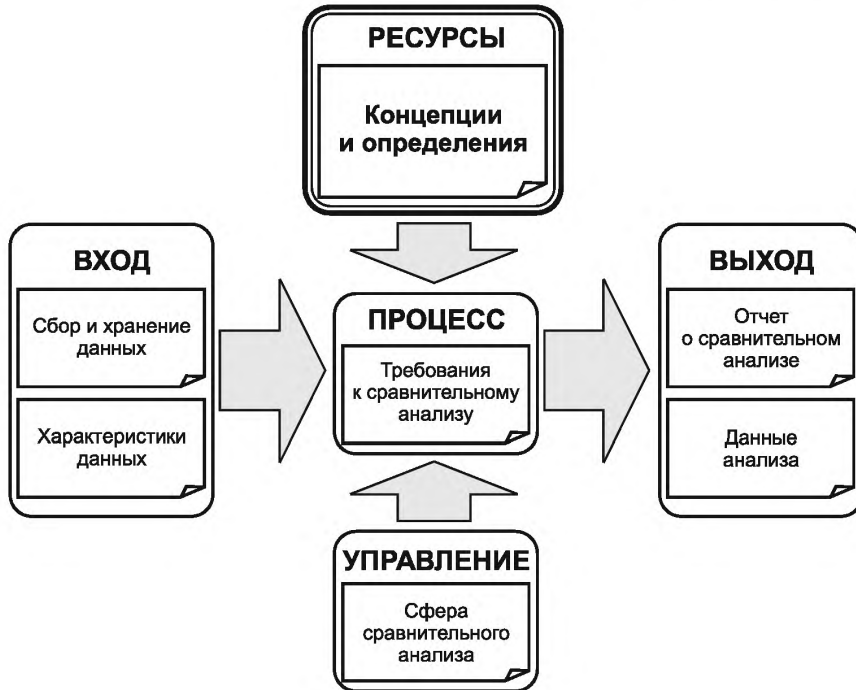 РЕСУРСЫ
Концепции
и определения
ВХОД
Сбор и хранение
данных
Характеристики
данных
ПРОЦЕСС
Требования
к сравнительному
анализу
ВЫХОД
Отчет
о сравнительном
анализе
Данные
анализа
УПРАВЛЕНИЕ
Сфера
сравнительного
анализа